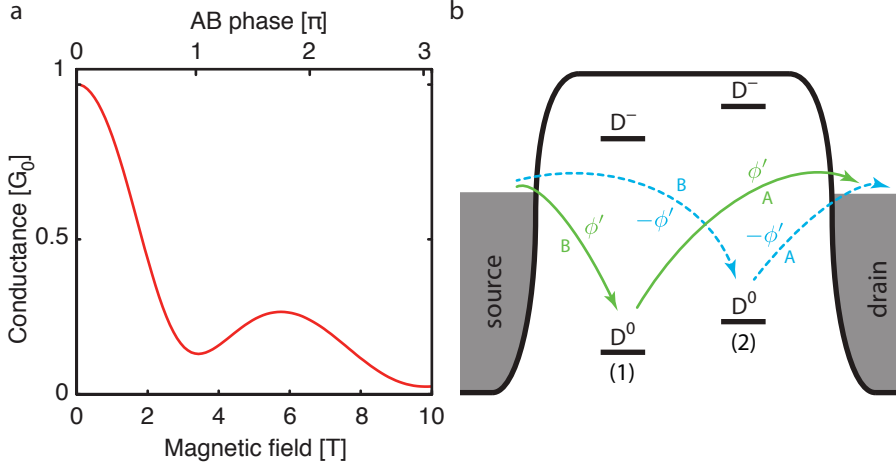 a
AB phase [π]
0 1 2 3
1
0.5
0
Conductance [G₀]
0 2 4 6 8 10
Magnetic field [T]
b
D⁻
D⁻
B
ϕ′
A
ϕ′
B
−ϕ′
−ϕ′
A
D⁰
(2)
D⁰
(1)
source
drain